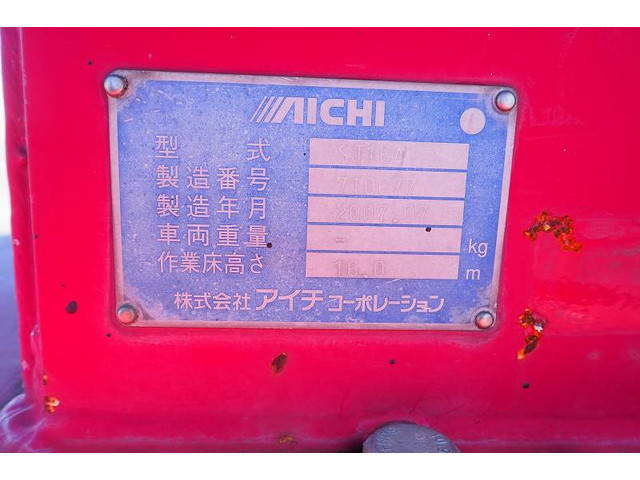 AICHI
型式
製造番号
製造年月 2007.07
車両重量 - kg
作業床高さ 16.0 m
株式会社 アイチ コーポレーション